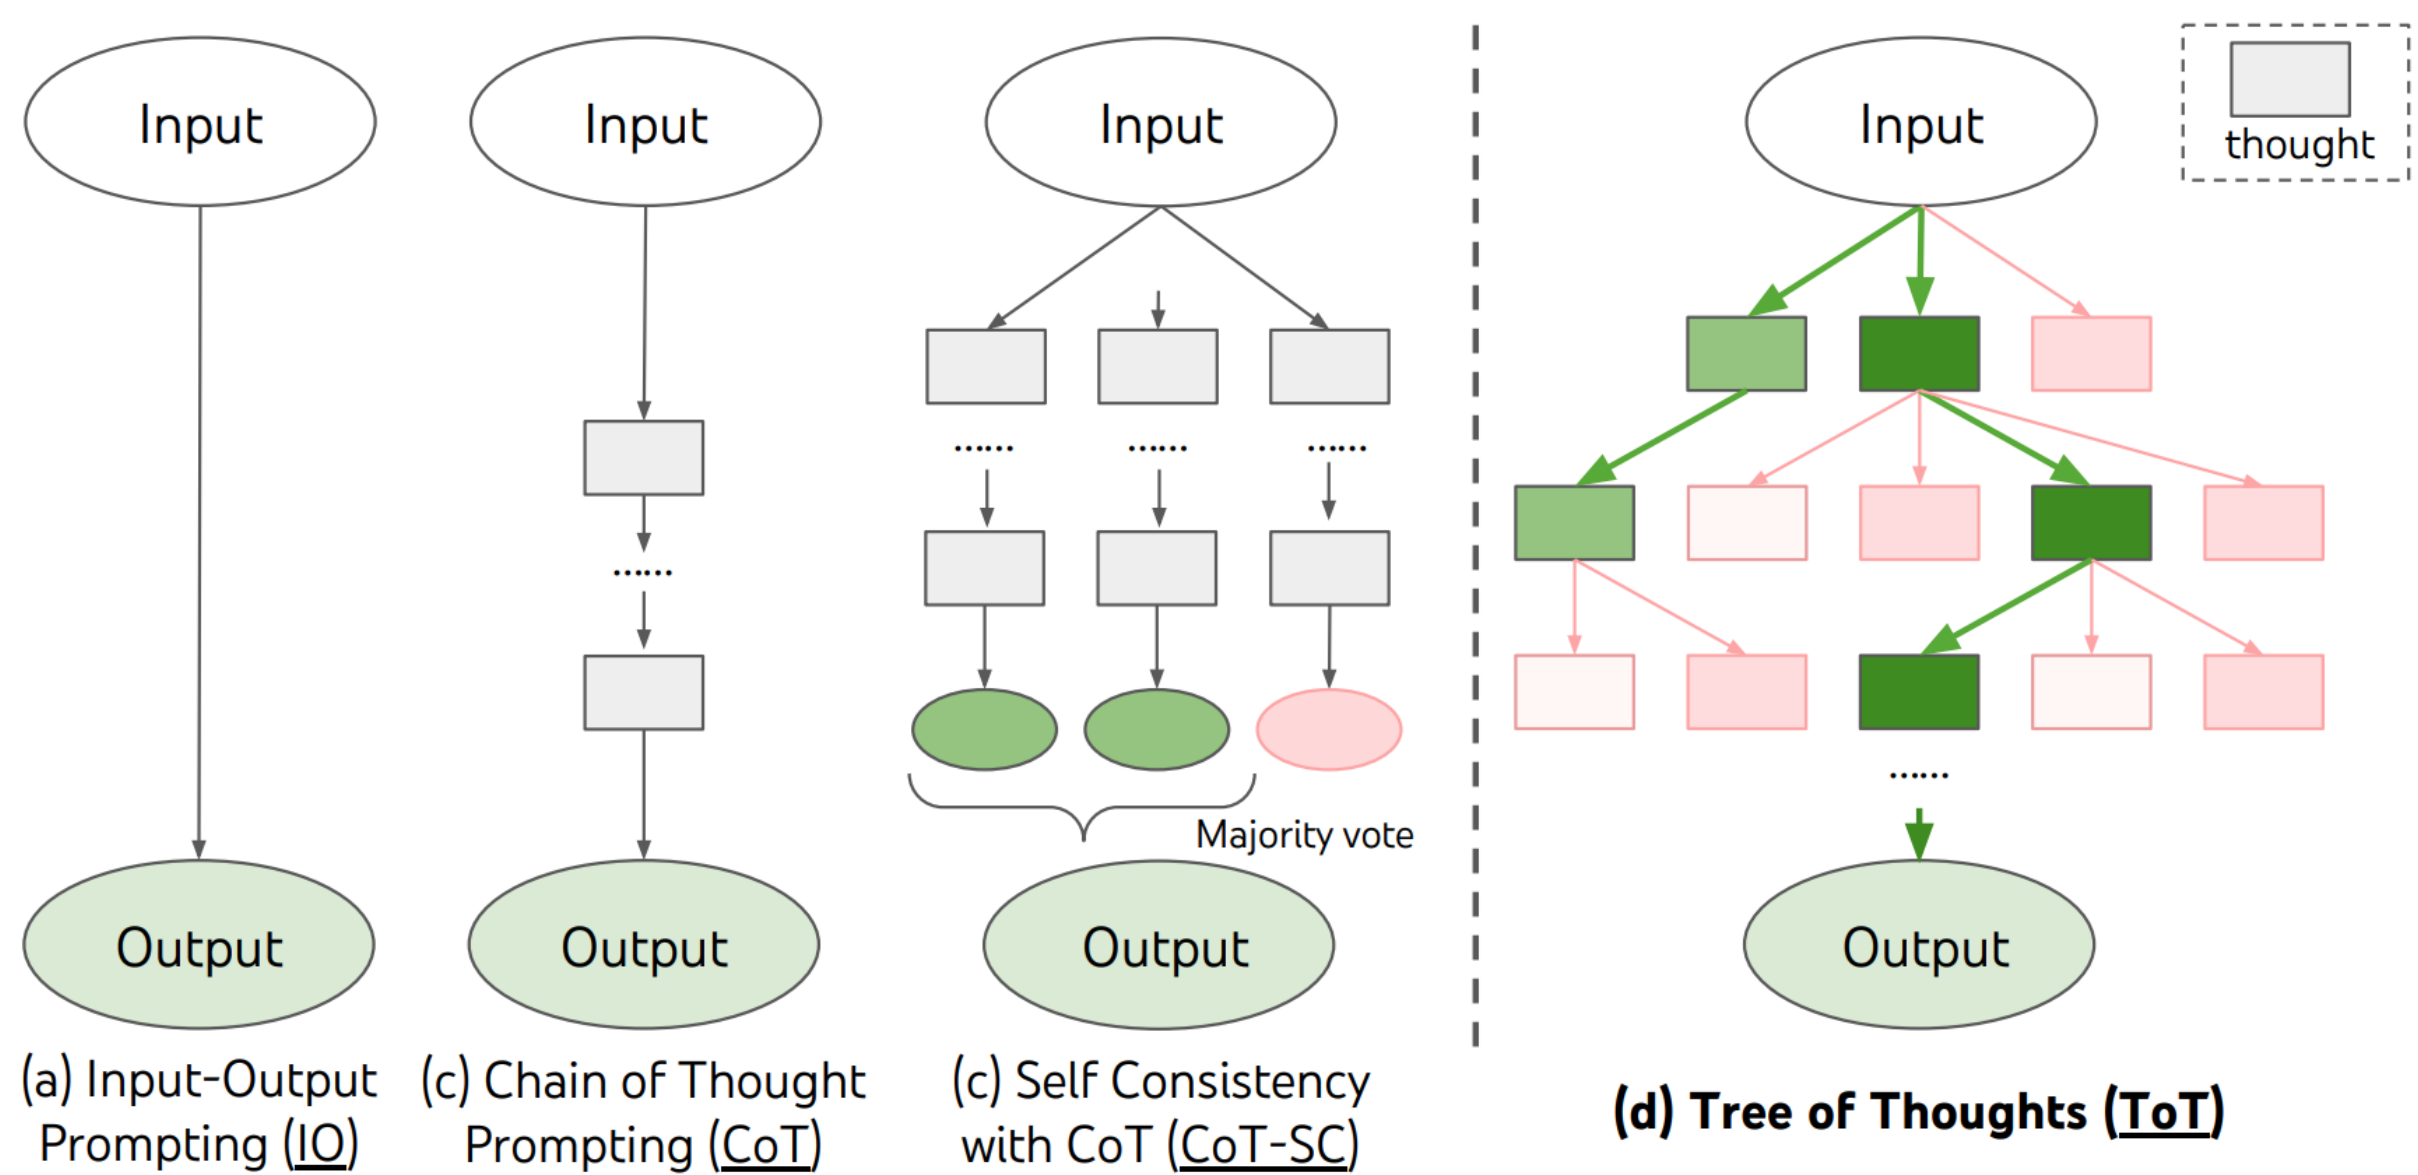 Input
Input
Input
Input
thought
......
......
......
......
......
Majority vote
Output
Output
Output
Output
(a) Input-Output
Prompting (IO)
(c) Chain of Thought
Prompting (CoT)
(c) Self Consistency
with CoT (CoT-SC)
(d) Tree of Thoughts (ToT)